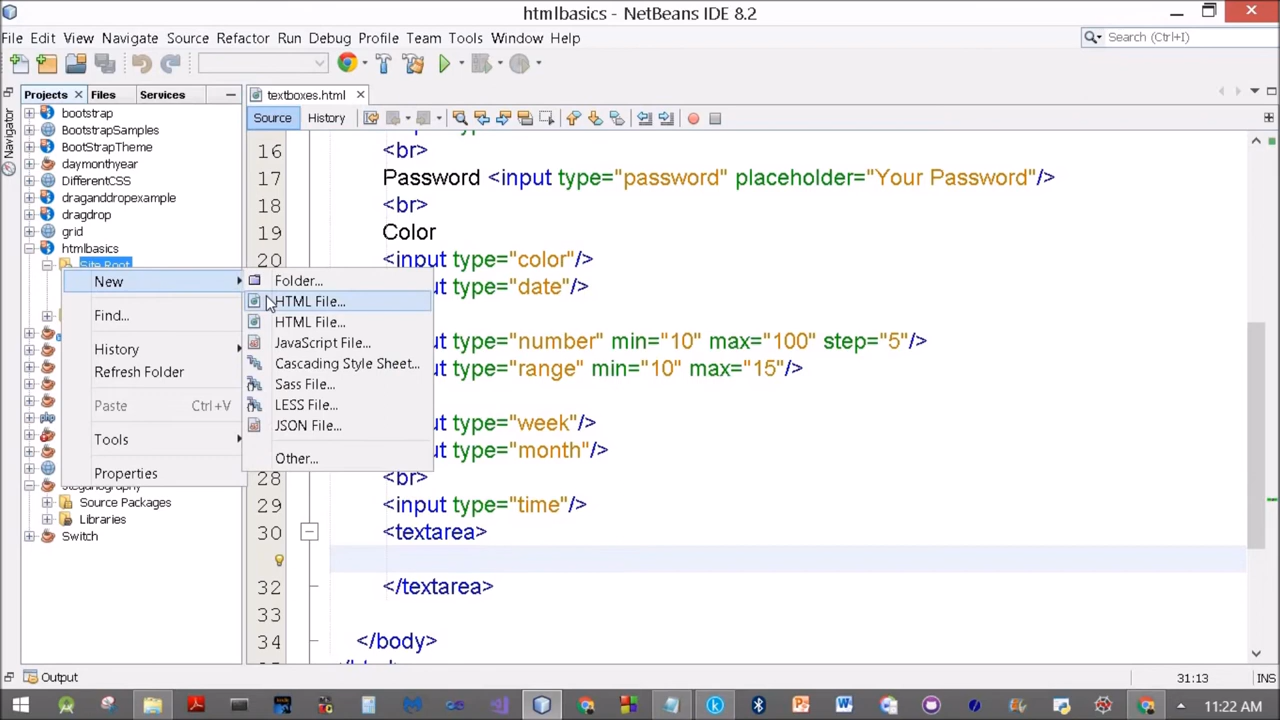 htmlbasics - NetBeans IDE 8.2
File Edit View Navigate Source Refactor Run Debug Profile Team Tools Window Help
Search (Ctrl+I)
Projects Files Services
textboxes.html
Source History
Navigator
bootstrap
BootstrapSamples
BootStrapTheme
daymonthyear
DifferentCSS
draganddropexample
dragdrop
grid
htmlbasics
Site Root
New
Find...
History
Refresh Folder
Paste Ctrl+V
Tools
Properties
Folder...
HTML File...
HTML File...
JavaScript File...
Cascading Style Sheet...
Sass File...
LESS File...
JSON File...
Other...
Source Packages
Libraries
Switch
16 <br>
17 Password <input type="password" placeholder="Your Password"/>
18 <br>
19 Color
20 <input type="color"/>
ut type="date"/>
ut type="number" min="10" max="100" step="5"/>
ut type="range" min="10" max="15"/>
ut type="week"/>
ut type="month"/>
28 <br>
29 <input type="time"/>
30 <textarea>
32 </textarea>
33
34 </body>
Output
31:13 INS
11:22 AM